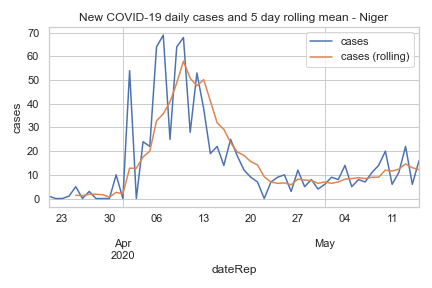 New COVID-19 daily cases and 5 day rolling mean - Niger
cases
cases (rolling)
70
60
50
40
30
20
10
0
cases
23 30 06 13 20 27 04 11
Apr May
2020
dateRep